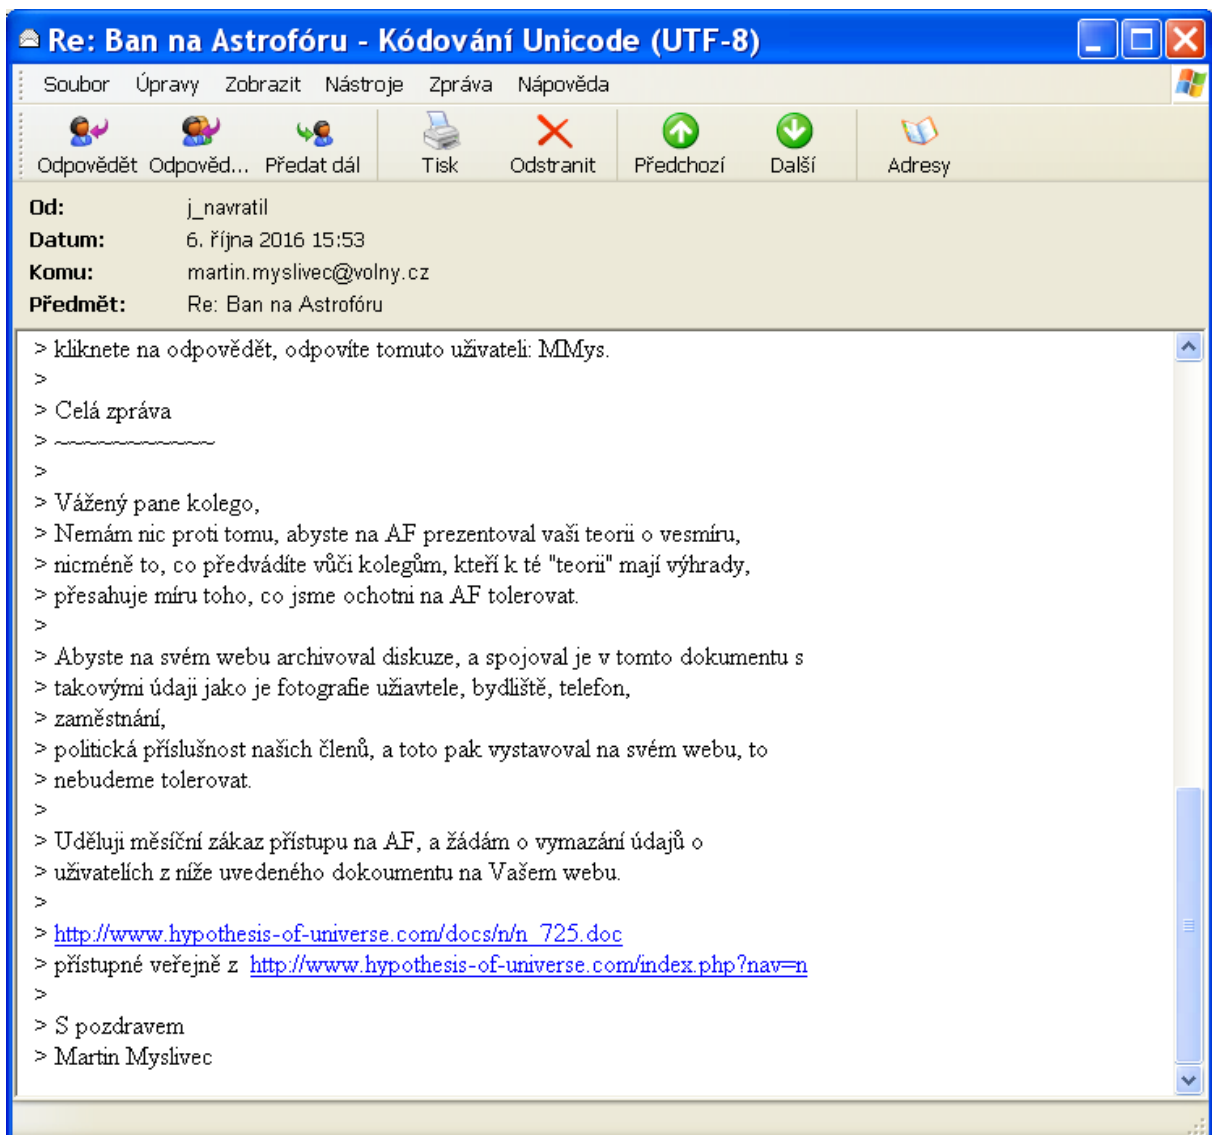 Re: Ban na Astrofóru - Kódování Unicode (UTF-8)
Soubor Úpravy Zobrazit Nástroje Zpráva Nápověda
Odpovědět Odpověd... Předat dál Tisk Odstranit Předchozí Další Adresy
Od: j_navratil
Datum: 6. října 2016 15:53
Komu: martin.myslivec@volny.cz
Předmět: Re: Ban na Astrofóru
> kliknete na odpovědět, odpovíte tomuto uživateli: MMys.
>
> Celá zpráva
> ~~~~~~~~~~~
>
> Vážený pane kolego,
> Nemám nic proti tomu, abyste na AF prezentoval vaši teorii o vesmíru,
> nicméně to, co předvádíte vůči kolegům, kteří k té "teorii" mají výhrady,
> přesahuje míru toho, co jsme ochotni na AF tolerovat.
>
> Abyste na svém webu archivoval diskuze, a spojoval je v tomto dokumentu s
> takovými údaji jako je fotografie užiavtele, bydliště, telefon,
> zaměstnání,
> politická příslušnost našich členů, a toto pak vystavoval na svém webu, to
> nebudeme tolerovat.
>
> Uděluji měsíční zákaz přístupu na AF, a žádám o vymazání údajů o
> uživatelích z níže uvedeného dokoumentu na Vašem webu.
>
> http://www.hypothesis-of-universe.com/docs/n/n_725.doc
> přístupné veřejně z http://www.hypothesis-of-universe.com/index.php?nav=n
>
> S pozdravem
> Martin Myslivec